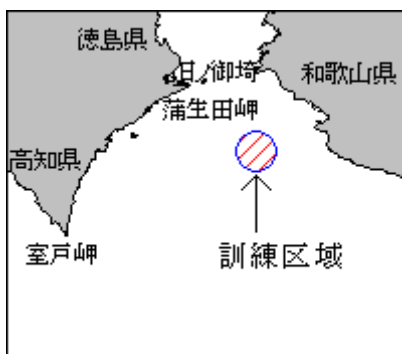 徳島県
和歌山県
日ノ御埼
蒲生田岬
高知県
室戸岬
訓練区域